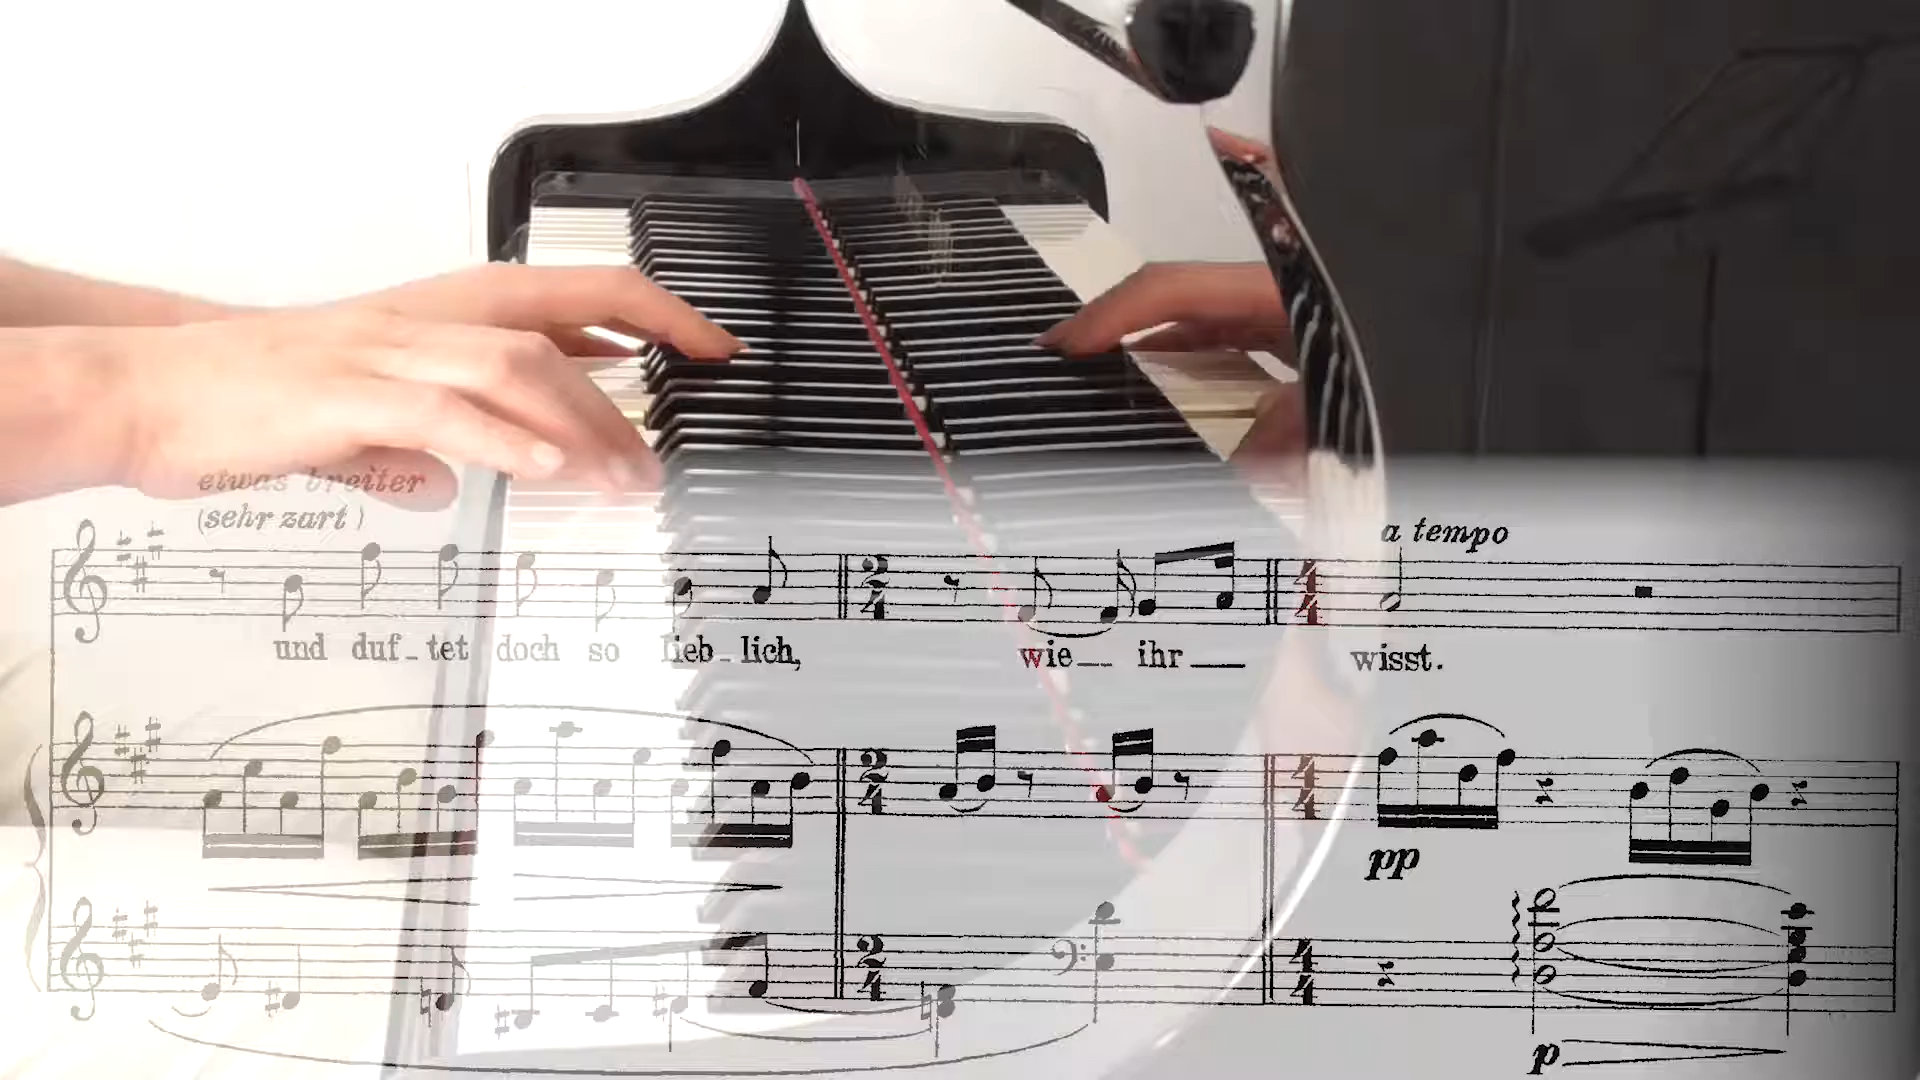 etwas breiter
(sehr zart)
a tempo
und duf_tet doch so lieb_lich, wie__ ihr__ wisst.
pp
p